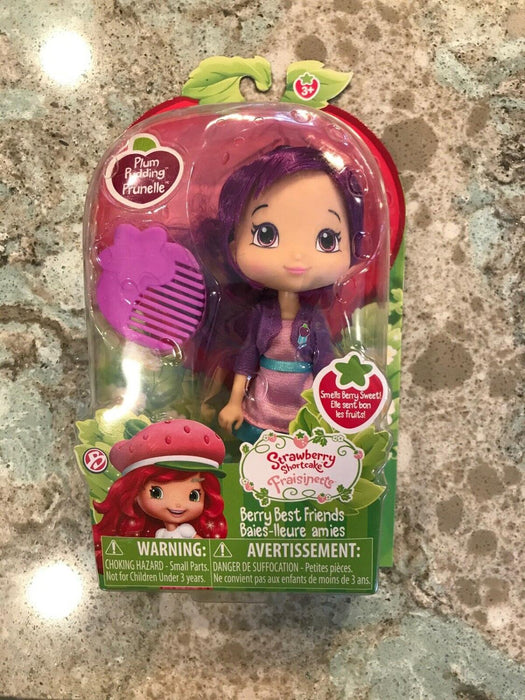 3+
Plum
Pudding
Prunelle™
Smells Berry Sweet!
Elle sent bon
les fruits!
Strawberry
Shortcake
Fraisinette
Berry Best Friends
Baies-lleure amies
WARNING:
CHOKING HAZARD - Small Parts.
Not for Children Under 3 years.
AVERTISSEMENT:
DANGER DE SUFFOCATION - Petites pièces.
Ne convient pas aux enfants de moins de 3 ans.